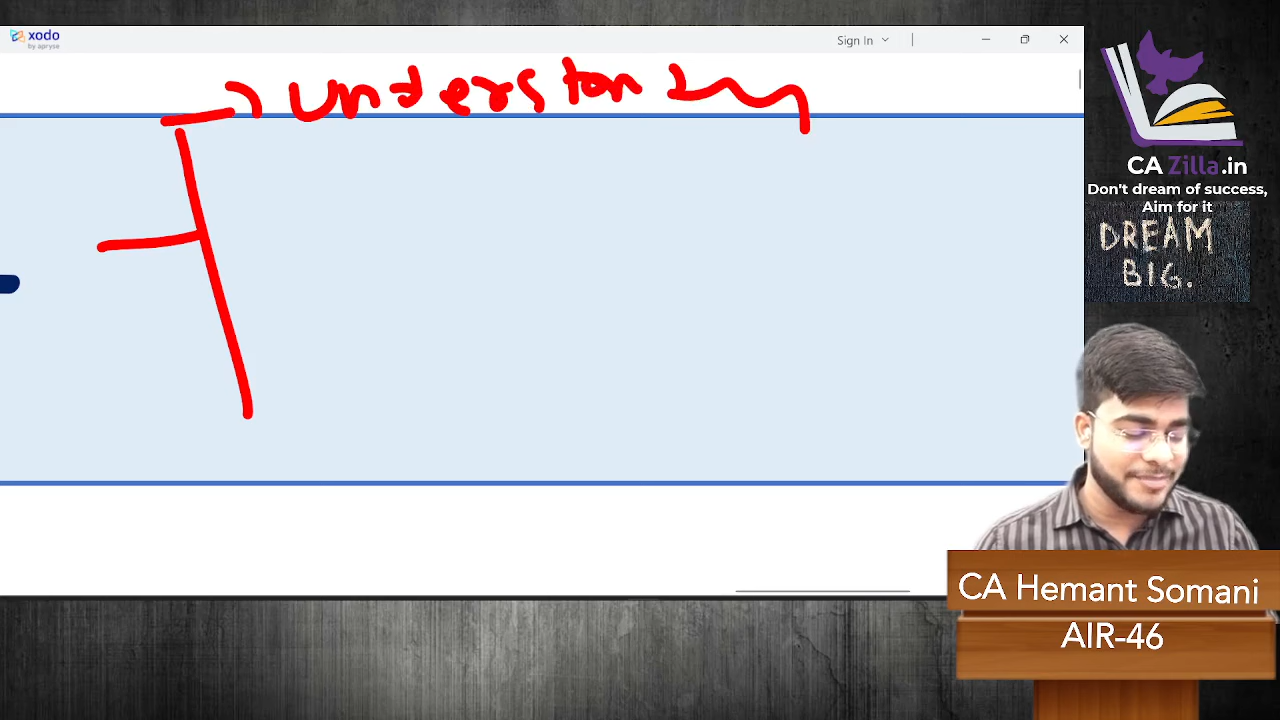 xodo
by apryse
Sign In
understanding
CA Zilla.in
Don't dream of success,
Aim for it
DREAM
BIG.
CA Hemant Somani
AIR-46